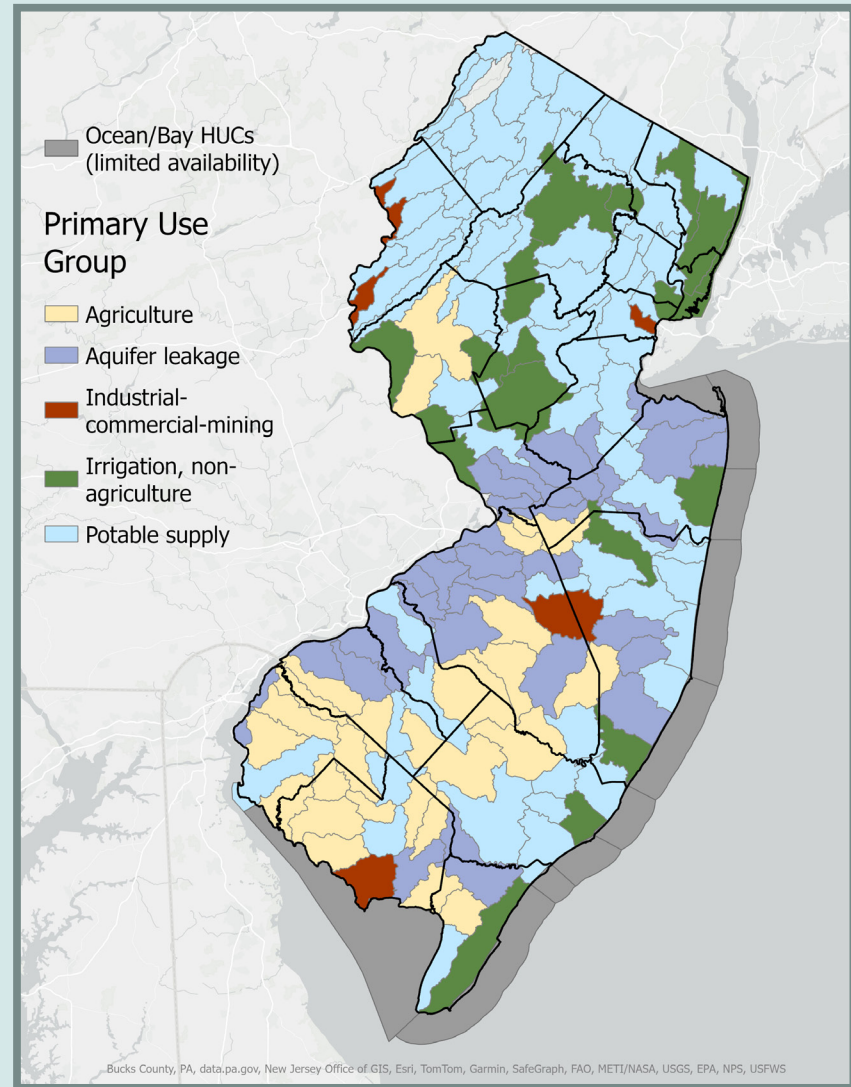 Ocean/Bay HUCs
(limited availability)
Primary Use
Group
Agriculture
Aquifer leakage
Industrial-
commercial-mining
Irrigation, non-
agriculture
Potable supply
Bucks County, PA, data.pa.gov, New Jersey Office of GIS, Esri, TomTom, Garmin, SafeGraph, FAO, METI/NASA, USGS, EPA, NPS, USFWS